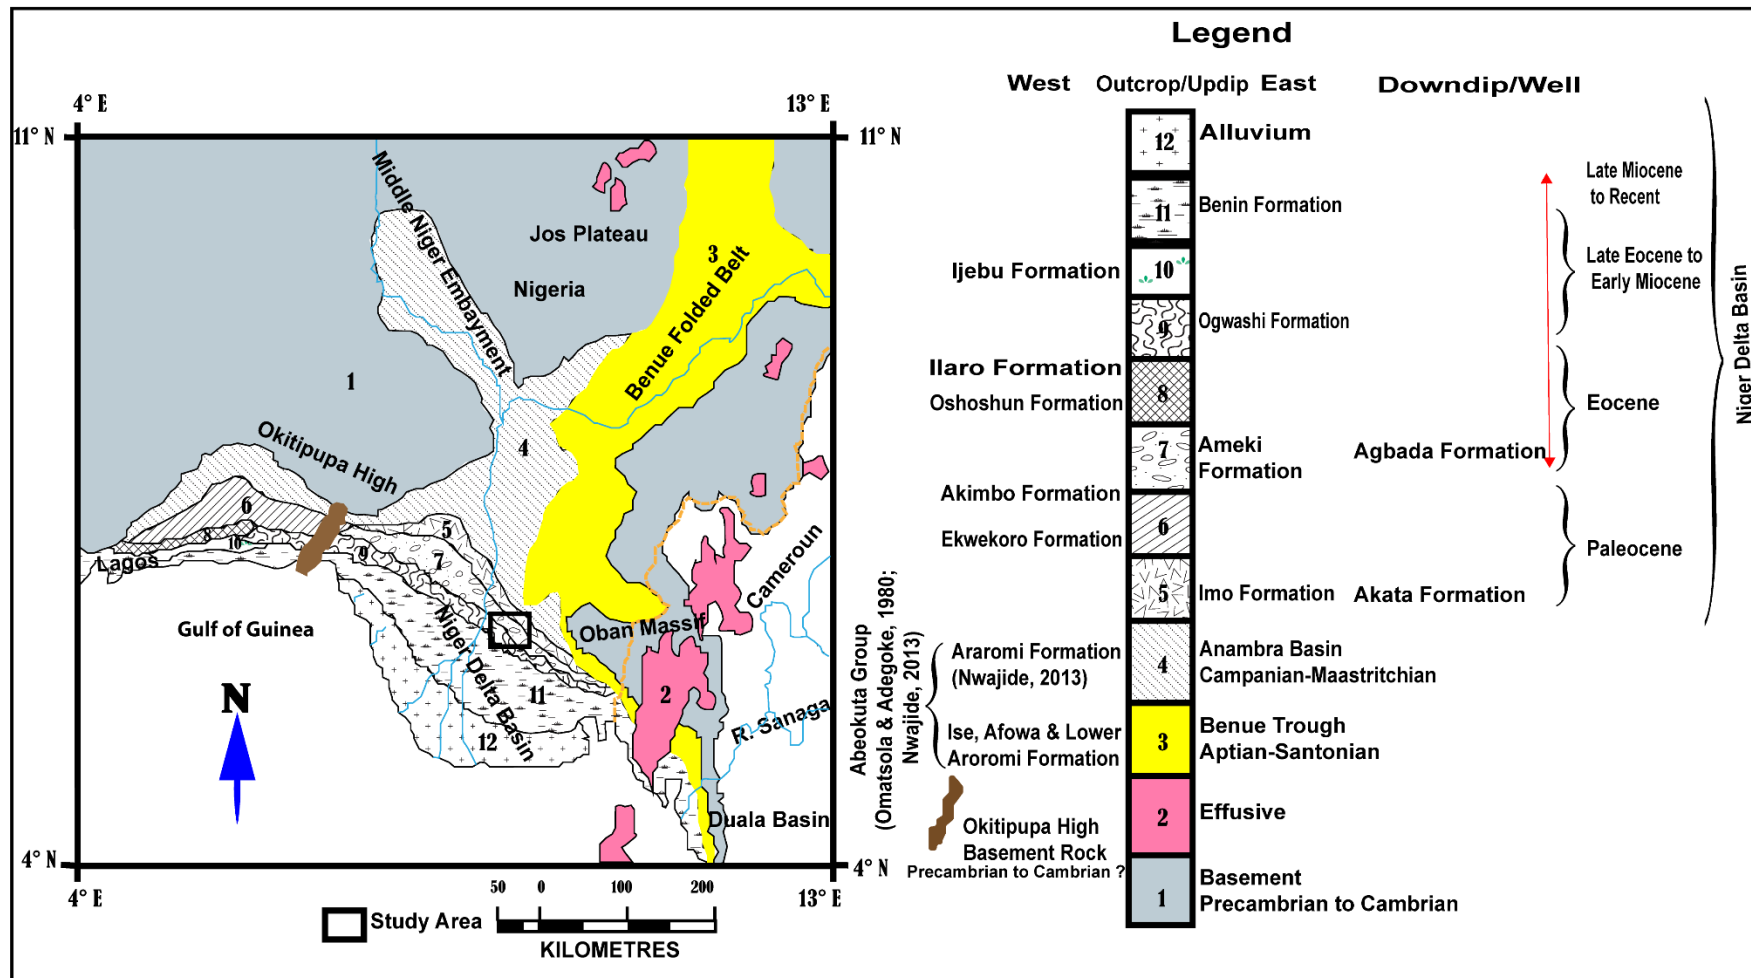 Legend
West
Outcrop/Updip
East
Downdip/Well
4° E
13° E
11° N
11° N
Middle Niger Embayment
Jos Plateau
Nigeria
3
Benue Folded Belt
1
4
Okitipupa High
6
5
8
10
9
7
Lagos
Cameroun
Gulf of Guinea
Oban Massif
Niger Delta Basin
11
2
12
R. Sanaga
N
Duala Basin
4° N
4° N
4° E
13° E
50
0
100
200
Study Area
KILOMETRES
12
Alluvium
Late Miocene
to Recent
11
Benin Formation
Ijebu Formation
10
Late Eocene to
Early Miocene
9
Ogwashi Formation
Ilaro Formation
Oshoshun Formation
8
Eocene
7
Ameki
Formation
Agbada Formation
Akimbo Formation
Ekwekoro Formation
6
Paleocene
5
Imo Formation
Akata Formation
Niger Delta Basin
Abeokuta Group
(Omatsola & Adegoke, 1980;
Nwajide, 2013)
Araromi Formation
(Nwajide, 2013)
4
Anambra Basin
Campanian-Maastritchian
Ise, Afowa & Lower
Aroromi Formation
3
Benue Trough
Aptian-Santonian
2
Effusive
Okitipupa High
Basement Rock
Precambrian to Cambrian ?
1
Basement
Precambrian to Cambrian